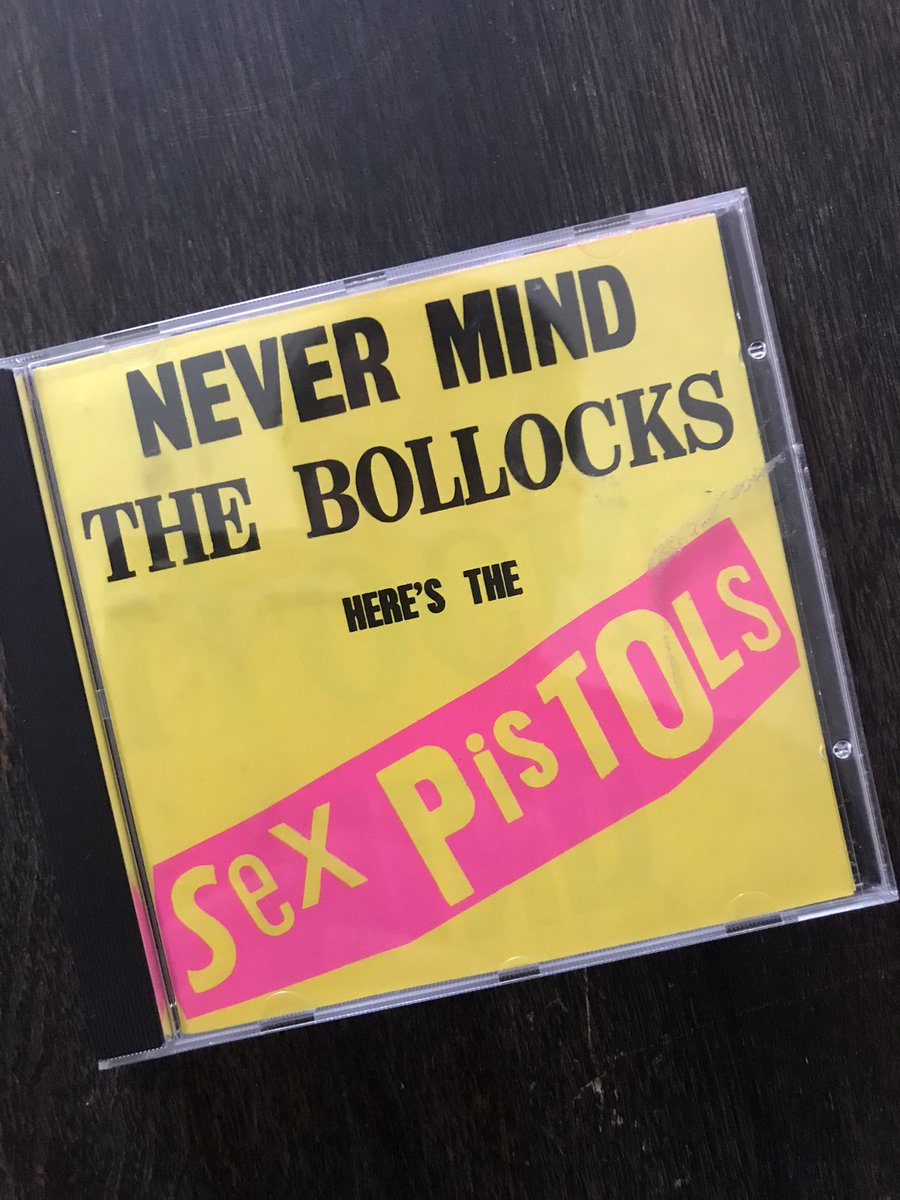 NEVER MIND
THE BOLLOCKS
HERE'S THE
Sex PisTOLs